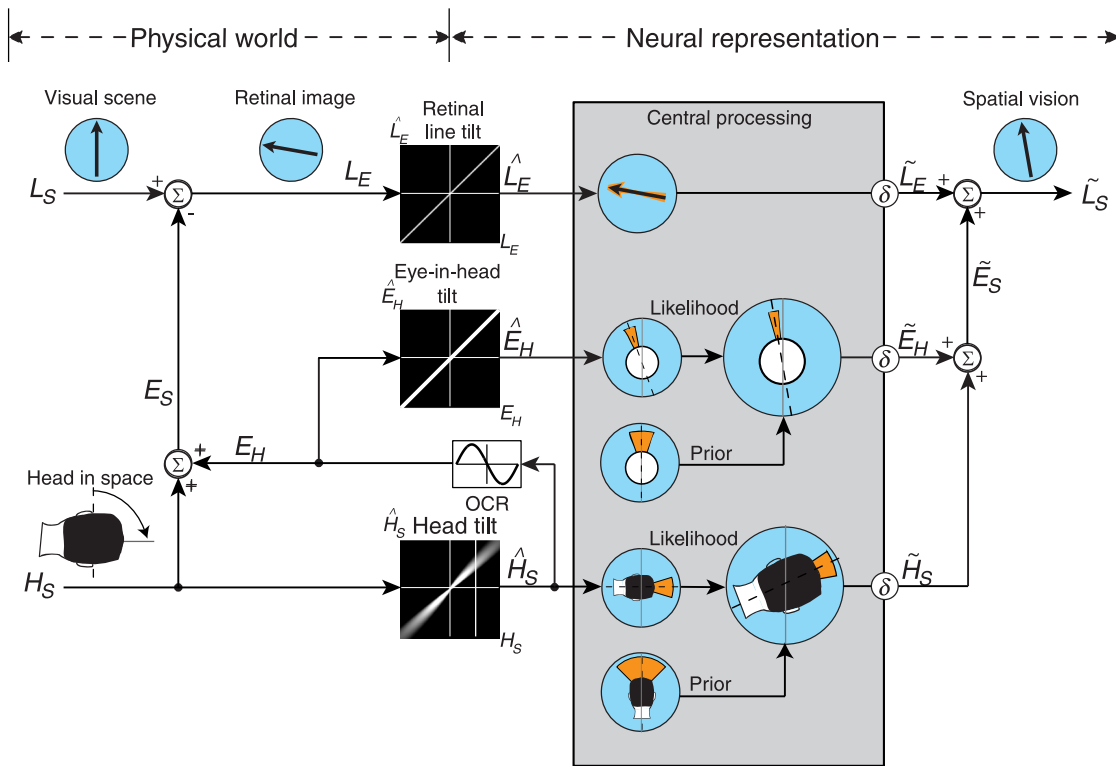 Physical world
Neural representation
Visual scene
Retinal image
Retinal
line tilt
Central processing
Spatial vision
L̂_E
L_S
+
Σ
-
L_E
L̂_E
L_E
δ
L̃_E
+
Σ
+
L̃_S
Eye-in-head
tilt
Ê_H
Ê_H
E_H
Likelihood
δ
Ẽ_H
+
Σ
+
Ẽ_S
E_S
Prior
E_H
+
Σ
+
OCR
Head in space
Ĥ_S Head tilt
Ĥ_S
H_S
H_S
Likelihood
δ
H̃_S
Prior